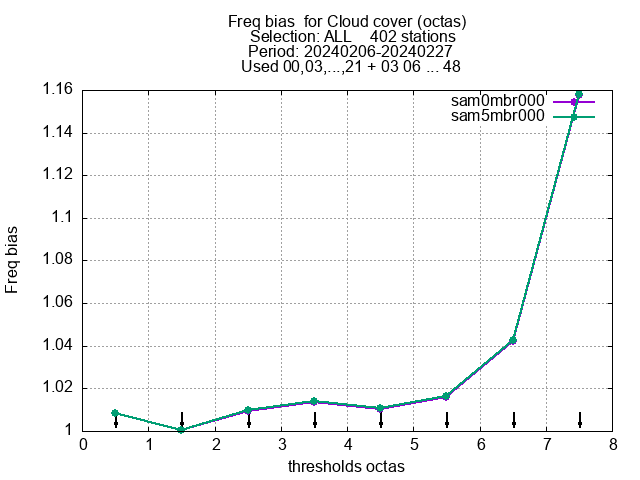 Freq bias  for Cloud cover (octas)
Selection: ALL    402 stations
Period: 20240206-20240227
Used 00,03,...,21 + 03 06 ... 48
sam0mbr000
sam5mbr000
1.16
1.14
1.12
1.1
1.08
1.06
1.04
1.02
1
Freq bias
0 1 2 3 4 5 6 7 8
thresholds octas